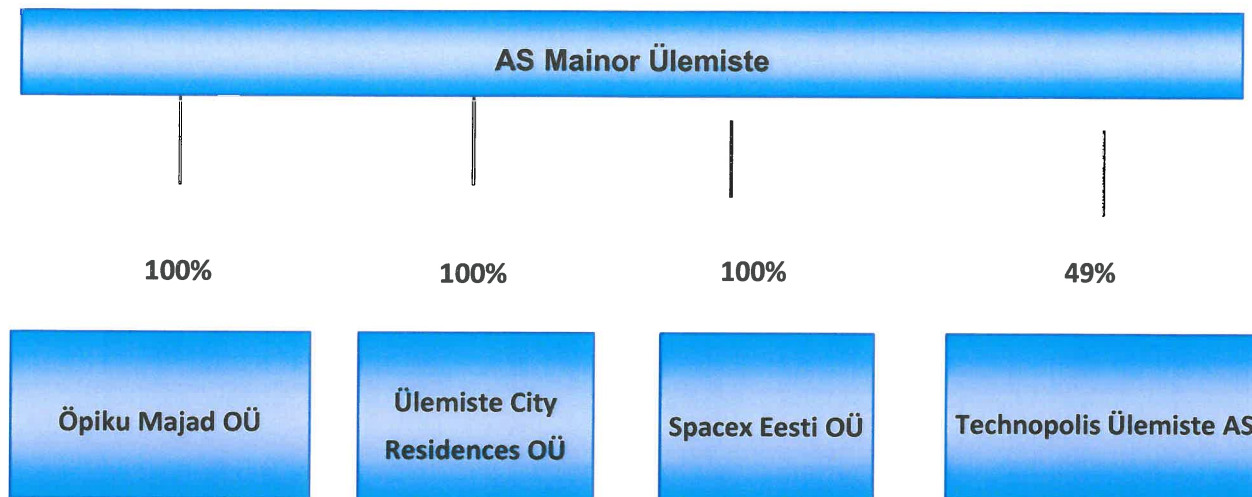 AS Mainor Ülemiste
100% 100% 100% 49%
Öpiku Majad OÜ
Ülemiste City
Residences OÜ
Spacex Eesti OÜ
Technopolis Ülemiste AS